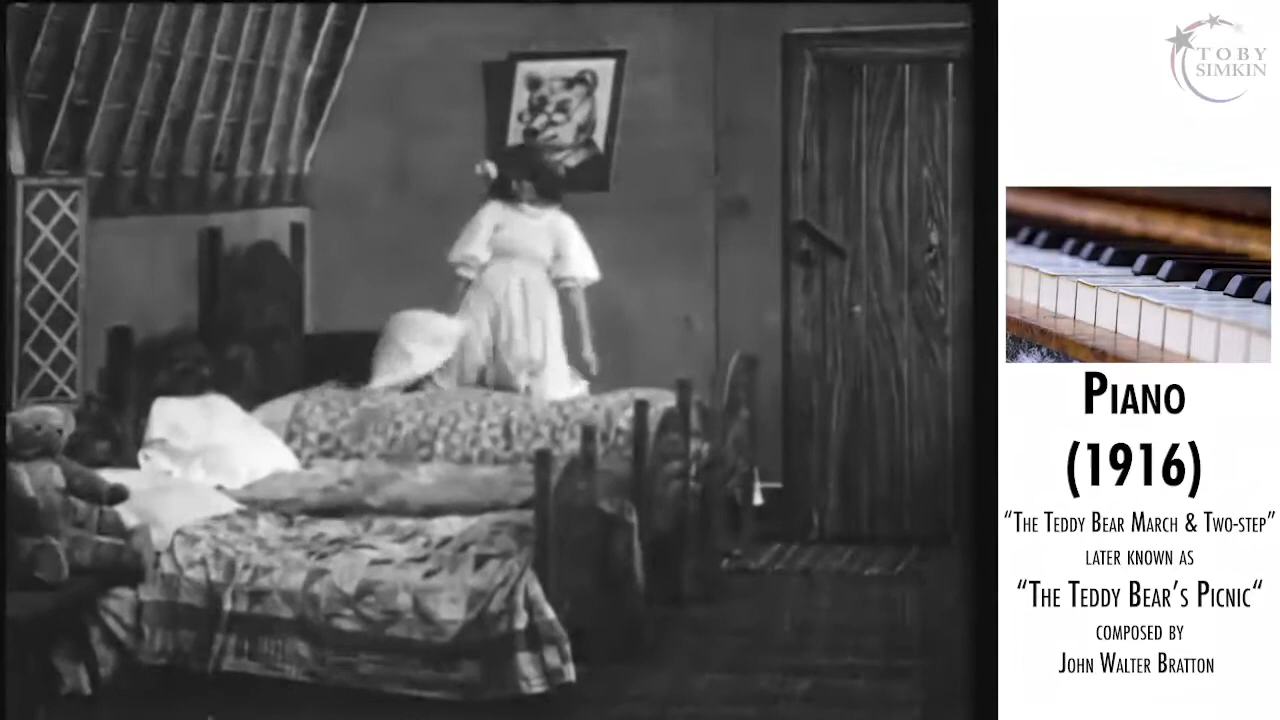 TOBY
SIMKIN
PIANO
(1916)
“THE TEDDY BEAR MARCH & TWO-STEP”
LATER KNOWN AS
“THE TEDDY BEAR’S PICNIC“
COMPOSED BY
JOHN WALTER BRATTON